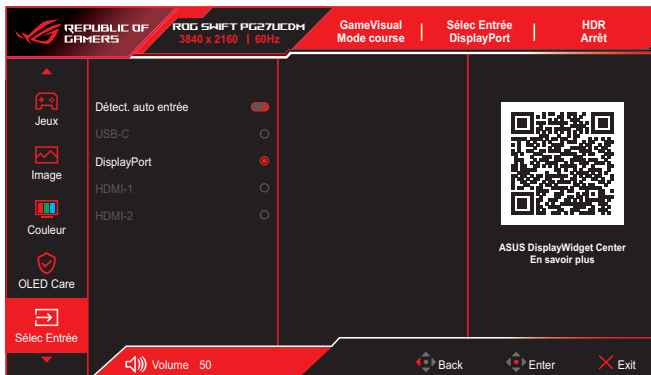 REPUBLIC OF
GAMERS
ROG SWIFT PG27UCDM
3840 x 2160 | 60Hz
GameVisual
Mode course
Sélec Entrée
DisplayPort
HDR
Arrêt
Jeux
Image
Couleur
OLED Care
Sélec Entrée
Détect. auto entrée
USB-C
DisplayPort
HDMI-1
HDMI-2
ASUS DisplayWidget Center
En savoir plus
Volume 50
Back
Enter
Exit